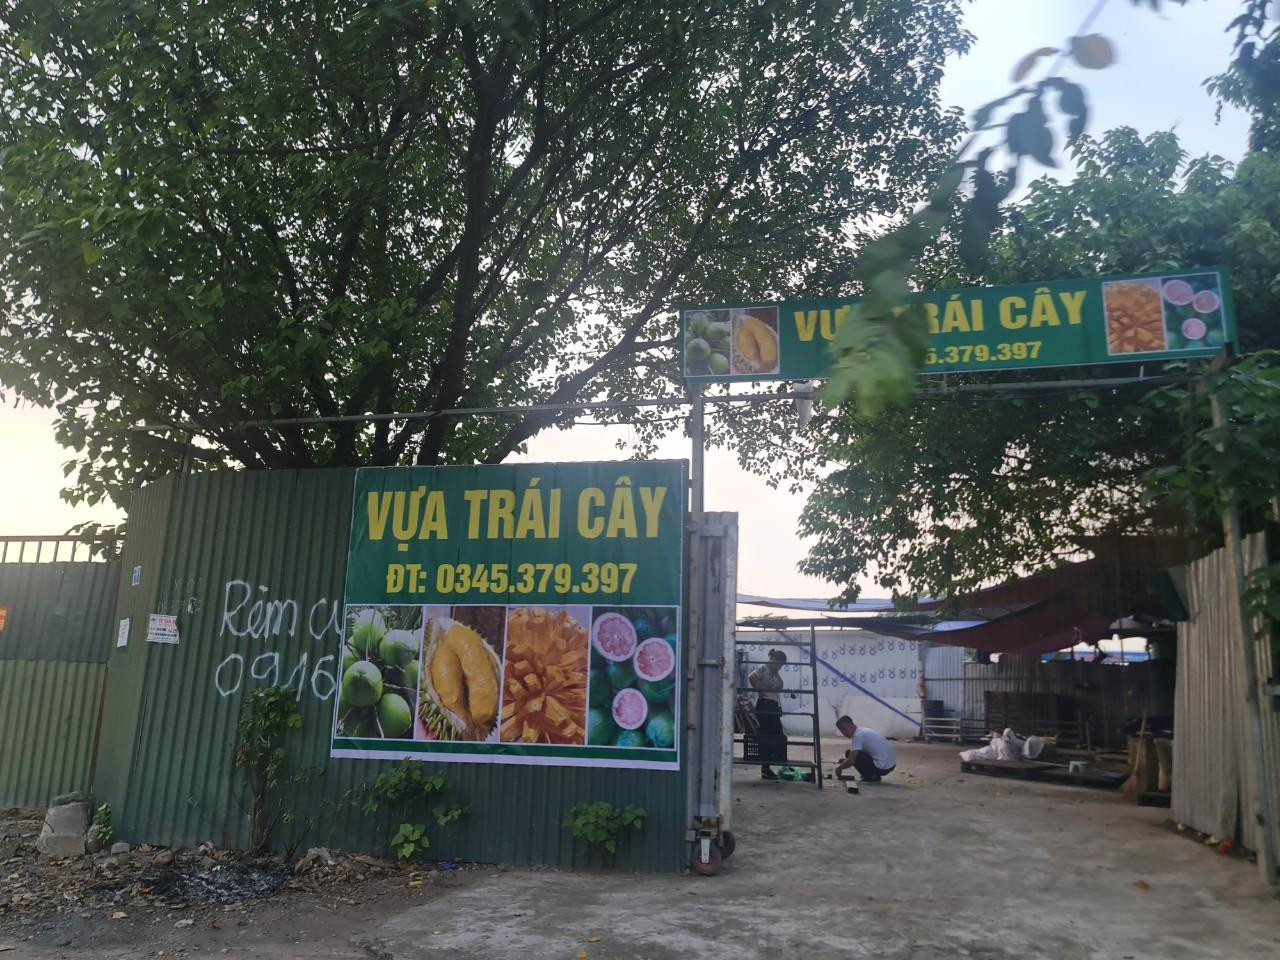 VỰA TRÁI CÂY
5.379.397
VỰA TRÁI CÂY
ĐT: 0345.379.397
Rèm
0916